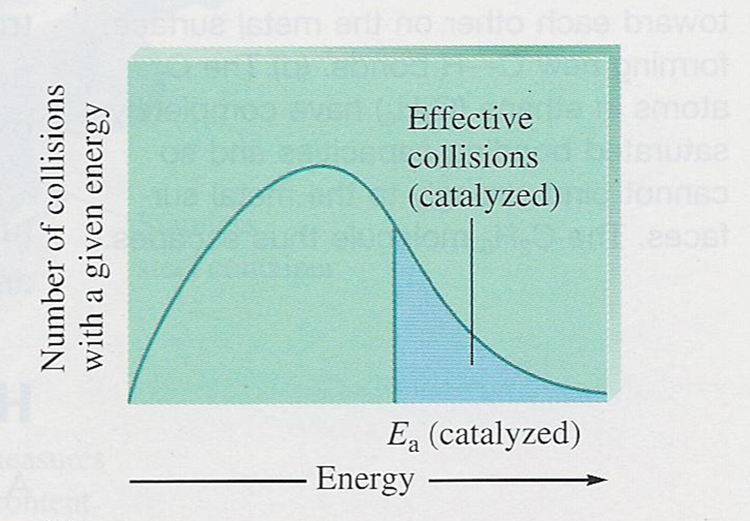 Number of collisions
with a given energy
Effective
collisions
(catalyzed)
Eₐ (catalyzed)
Energy